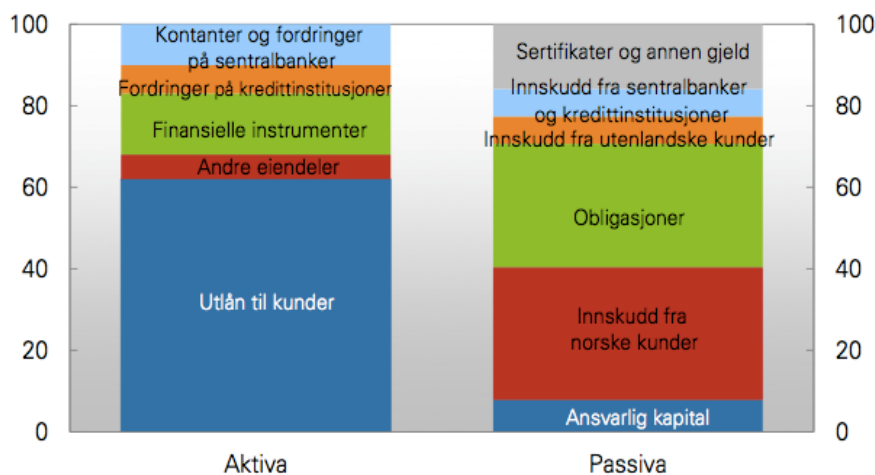 100
80
60
40
20
0
Kontanter og fordringer
på sentralbanker
Fordringer på kredittinstitusjoner
Finansielle instrumenter
Andre eiendeler
Utlån til kunder
Aktiva
Sertifikater og annen gjeld
Innskudd fra sentralbanker
og kredittinstitusjoner
Innskudd fra utenlandske kunder
Obligasjoner
Innskudd fra
norske kunder
Ansvarlig kapital
Passiva
100
80
60
40
20
0